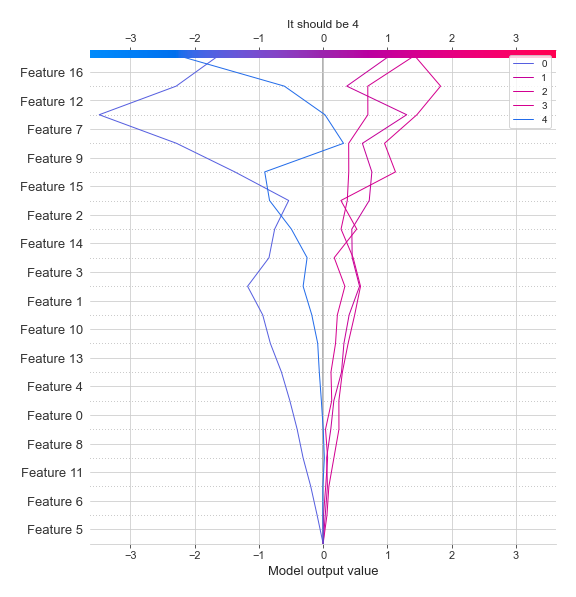 It should be 4
−3 −2 −1 0 1 2 3
0
1
2
3
4
Feature 16
Feature 12
Feature 7
Feature 9
Feature 15
Feature 2
Feature 14
Feature 3
Feature 1
Feature 10
Feature 13
Feature 4
Feature 0
Feature 8
Feature 11
Feature 6
Feature 5
−3 −2 −1 0 1 2 3
Model output value